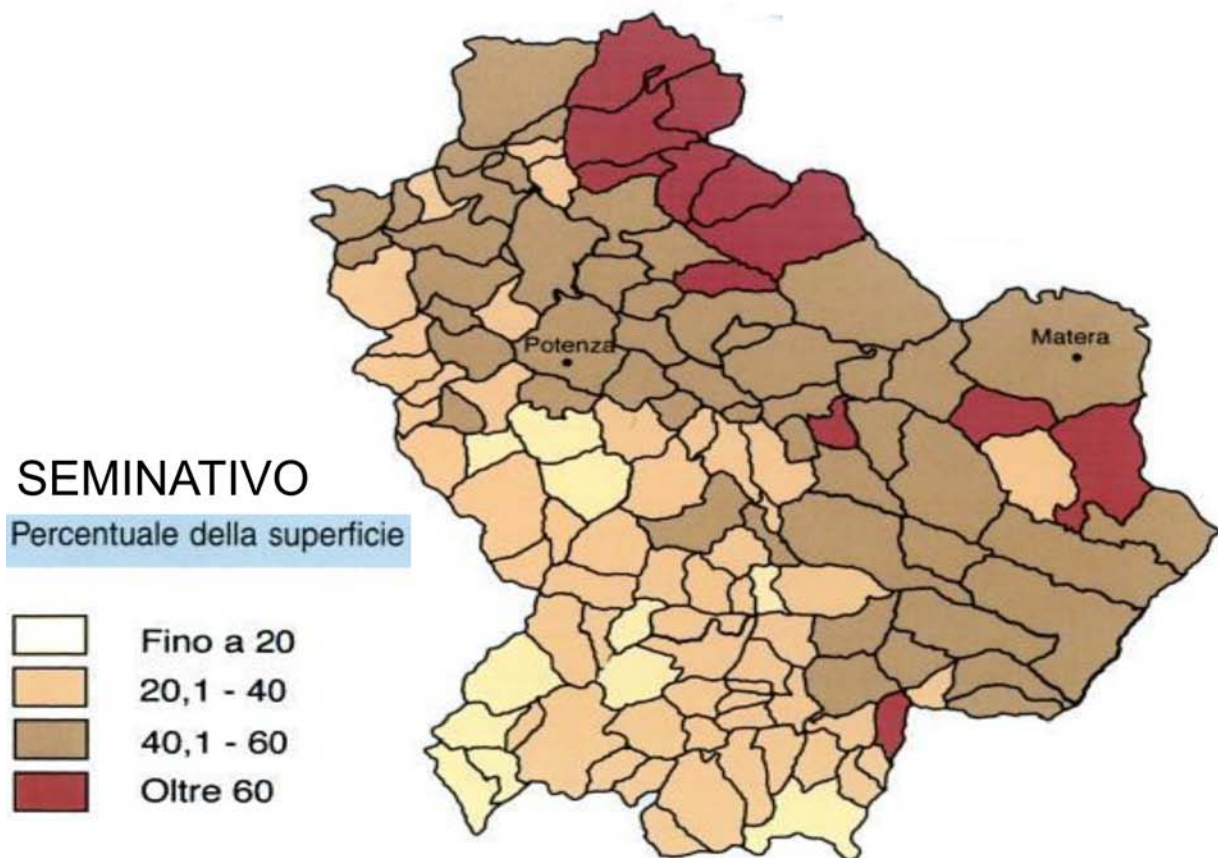 Potenza
Matera
SEMINATIVO
Percentuale della superficie
Fino a 20
20,1 - 40
40,1 - 60
Oltre 60